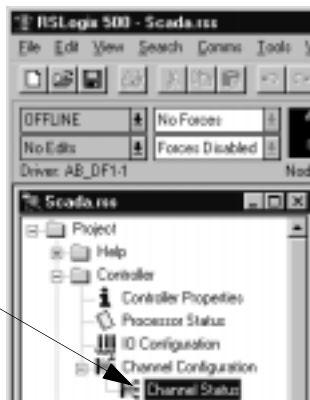 RSLogix 500 - Scada.rss
File Edit View Search Comms Tools
OFFLINE No Forces
No Edits Forces Disabled
Driver: AB_DF1-1 Nod
Scada.rss
Project
Help
Controller
Controller Properties
Processor Status
IO Configuration
Channel Configuration
Channel Status